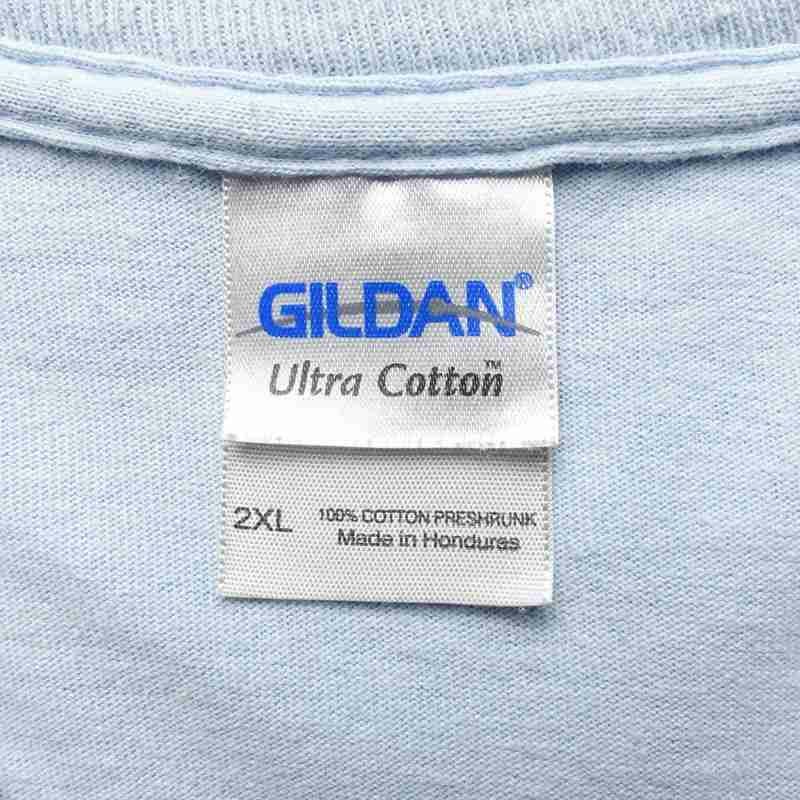 GILDAN®
Ultra Cotton™
2XL 100% COTTON PRESHRUNK
Made in Honduras